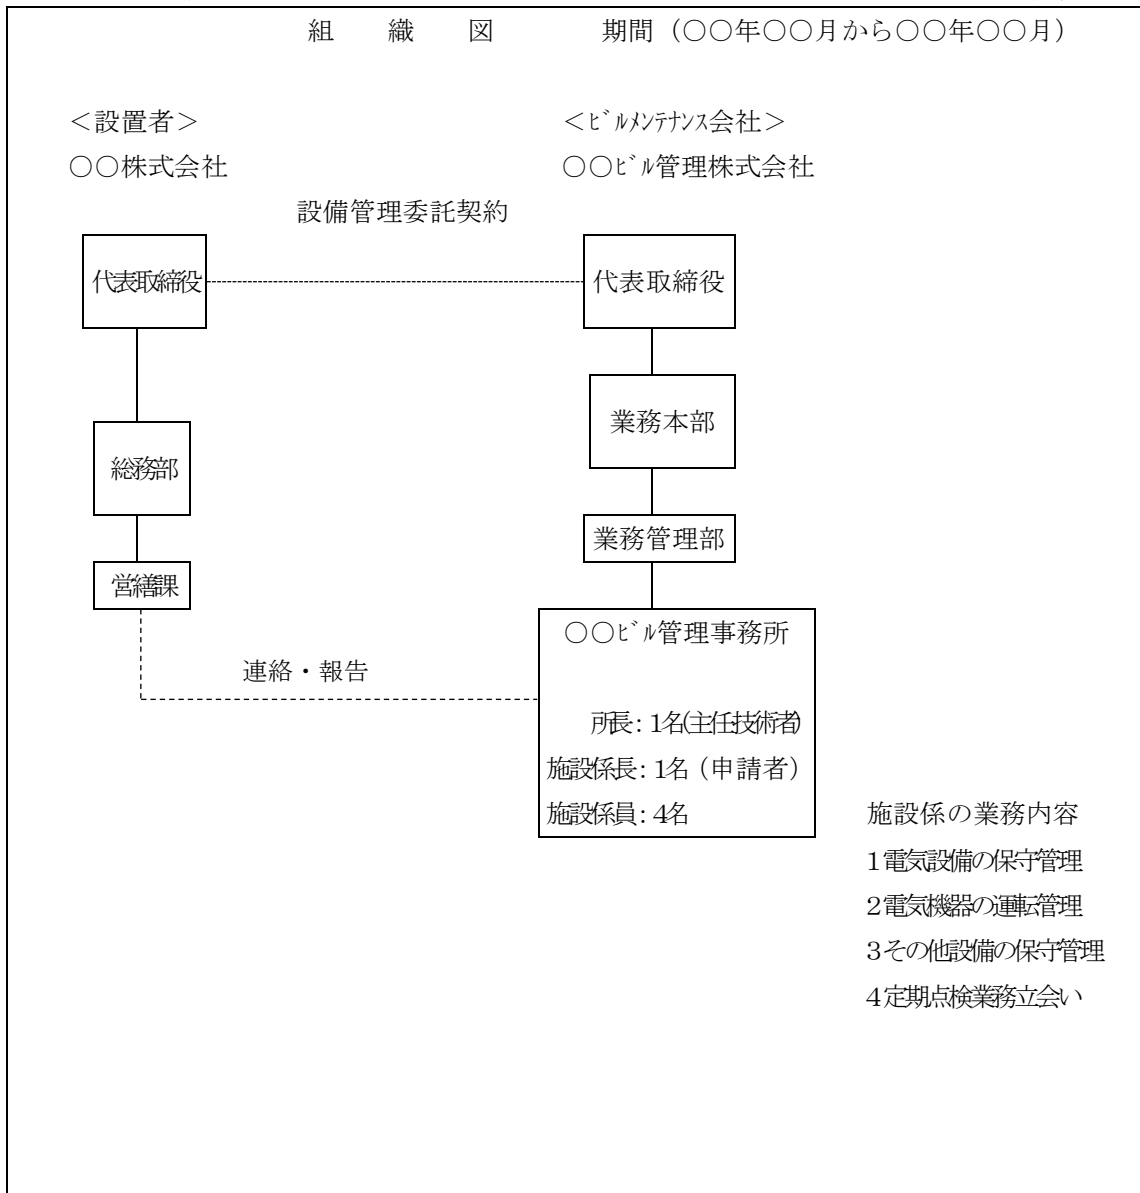 組　織　図　　期間（○○年○○月から○○年○○月）
＜設置者＞
○○株式会社
＜ﾋﾞﾙﾒﾝﾃﾅﾝｽ会社＞
○○ﾋﾞﾙ管理株式会社
設備管理委託契約
代表取締役
代表取締役
業務本部
総務部
業務管理部
営繕課
○○ﾋﾞﾙ管理事務所
連絡・報告
所長：1名(主任技術者)
施設係長：1名（申請者）
施設係員：4名
施設係の業務内容
1電気設備の保守管理
2電気機器の運転管理
3その他設備の保守管理
4定期点検業務立会い